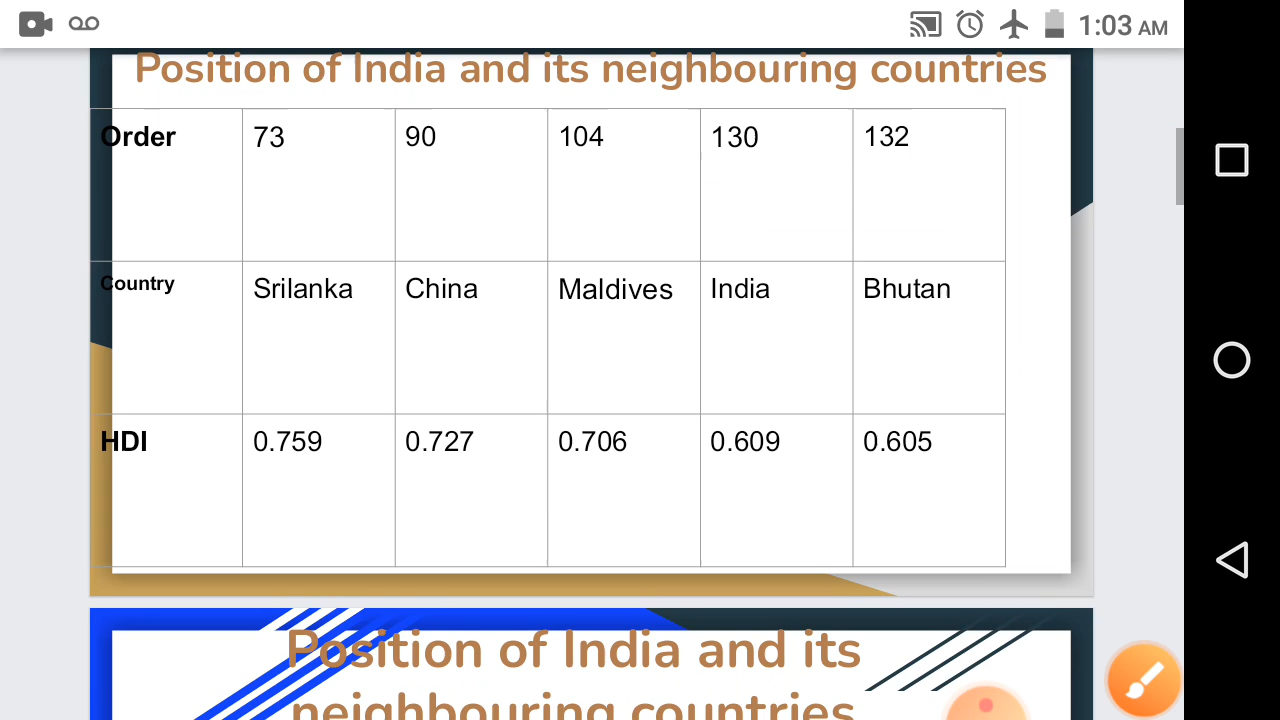 1:03 AM
Position of India and its neighbouring countries
Order 73 90 104 130 132
Country Srilanka China Maldives India Bhutan
HDI 0.759 0.727 0.706 0.609 0.605
Position of India and its
neighbouring countries